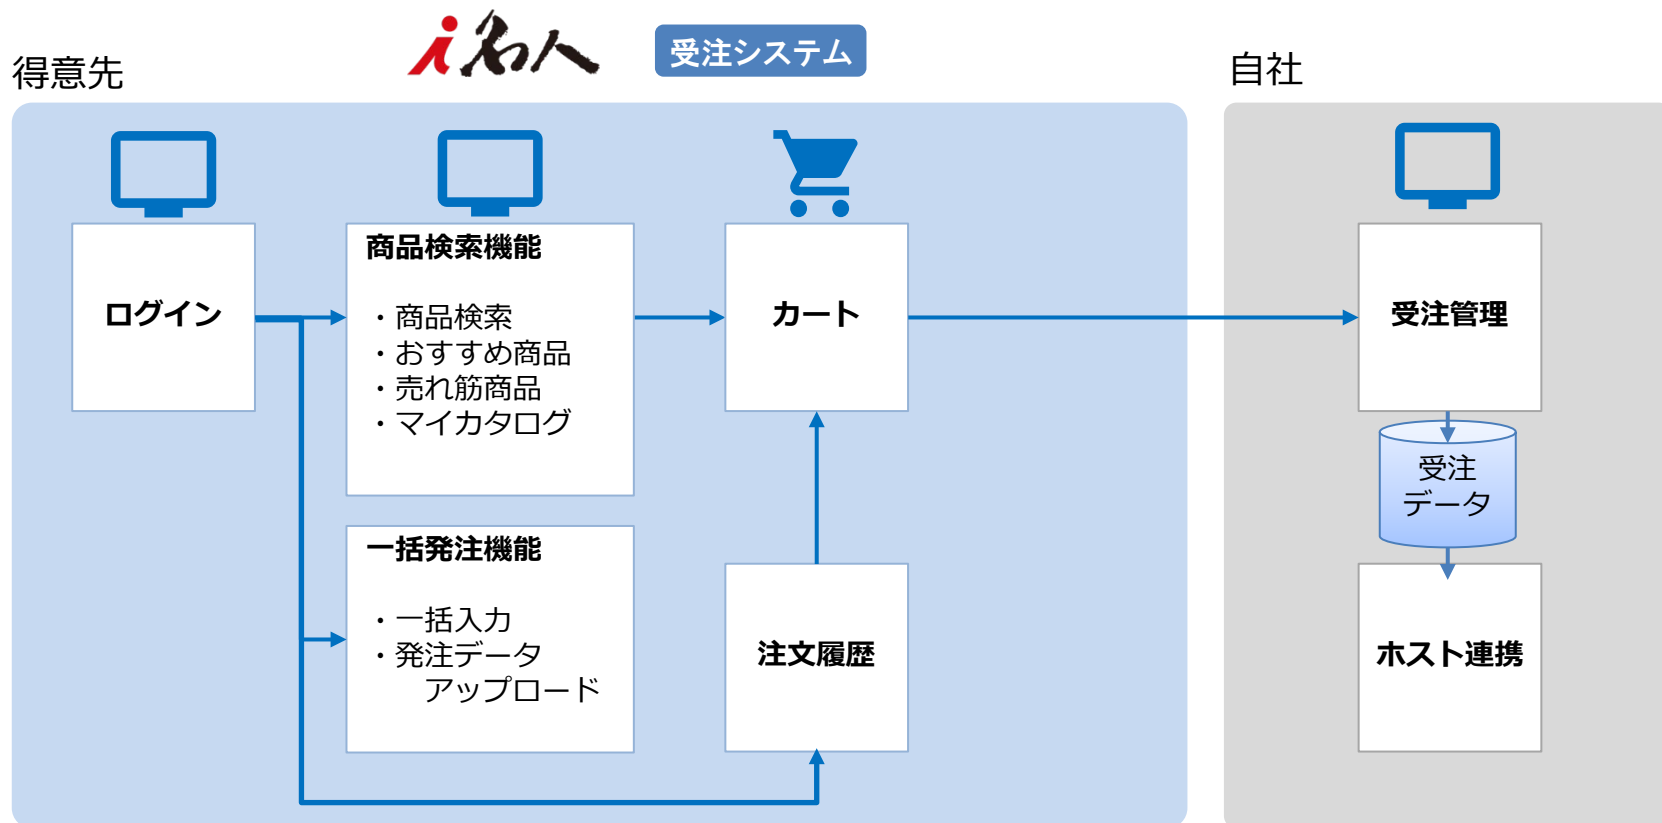 i名人
受注システム
得意先
自社
ログイン
商品検索機能
・商品検索
・おすすめ商品
・売れ筋商品
・マイカタログ
カート
受注管理
受注
データ
一括発注機能
・一括入力
・発注データ
アップロード
注文履歴
ホスト連携